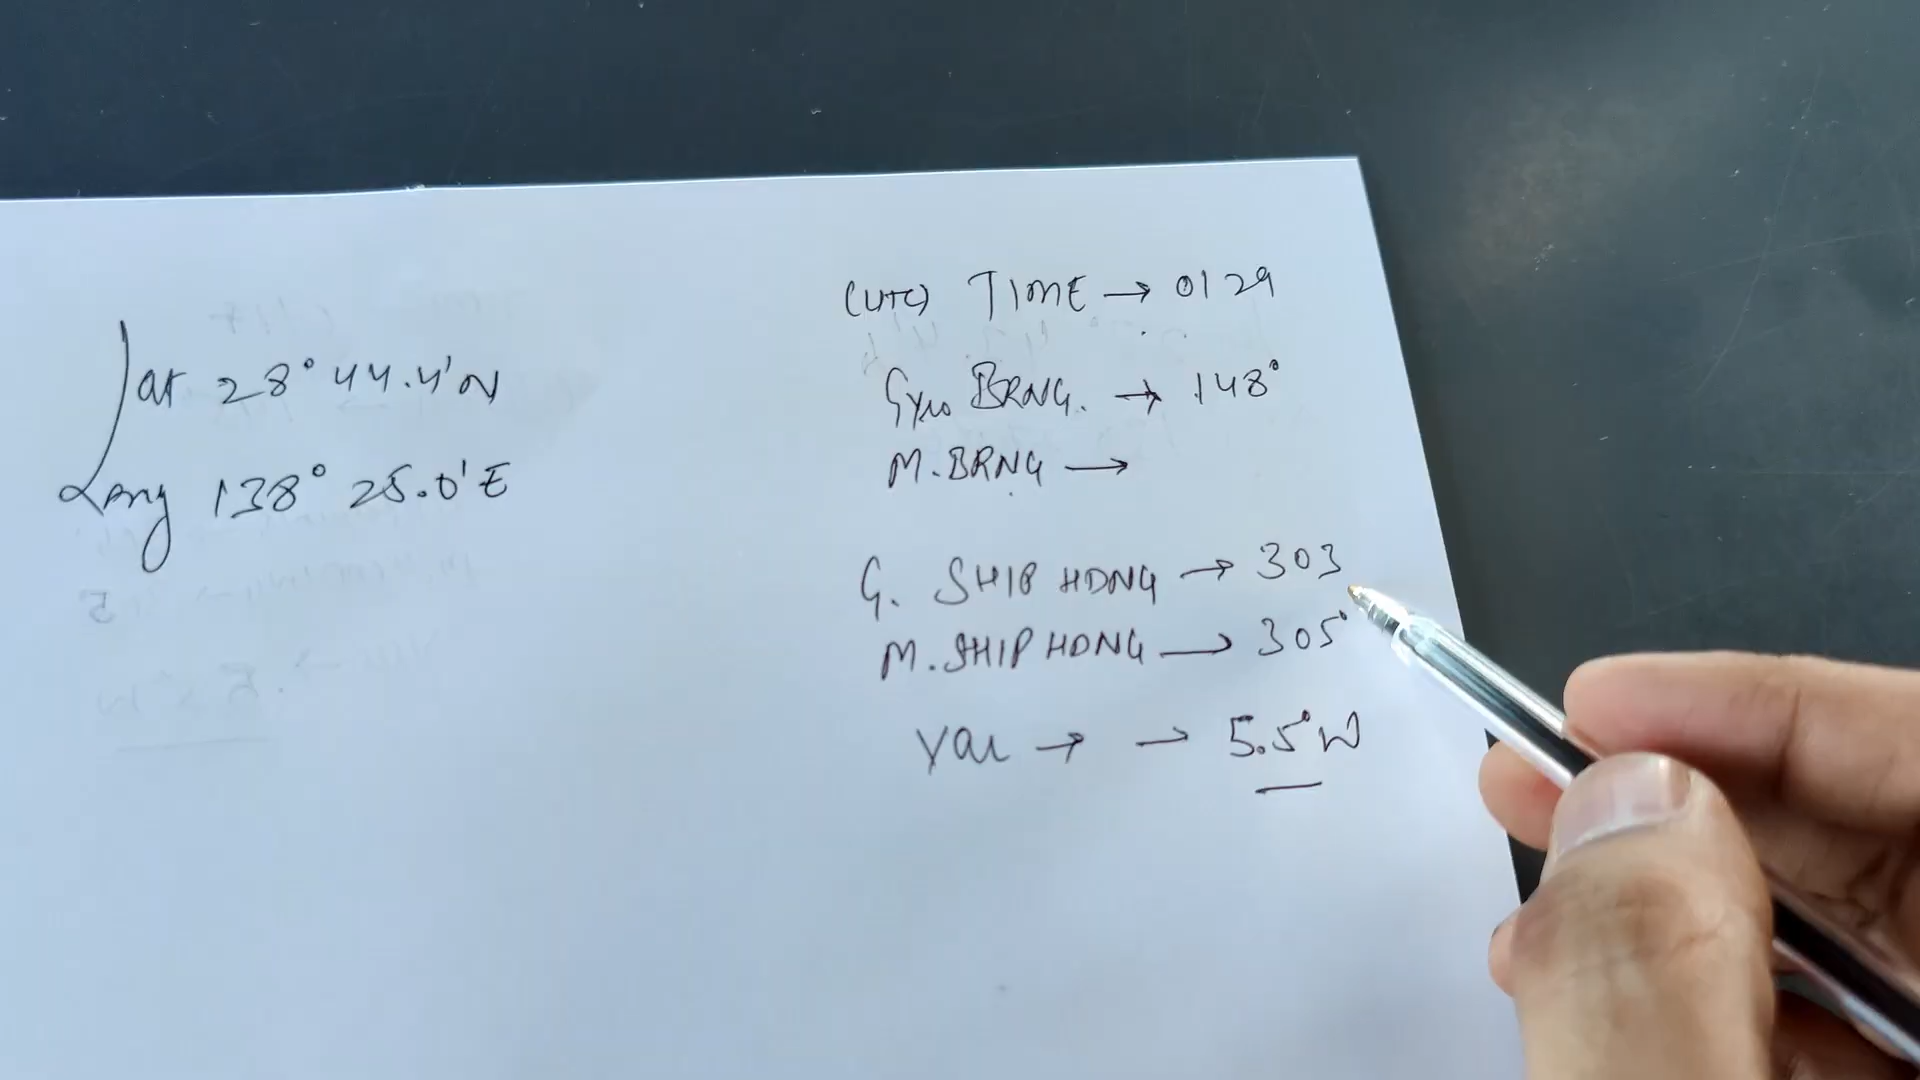 Lat 28° 44.4' N
Long 138° 25.0' E
(UTC) TIME → 0129
Gyro BRNG. → 148°
M. BRNG →
G. SHIP HDNG → 303
M. SHIP HDNG → 305°
Var → → 5.5° W